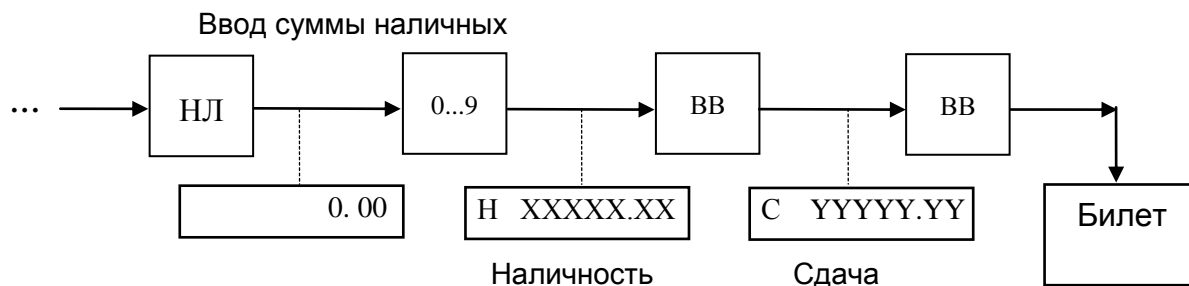 Ввод суммы наличных
... НЛ 0...9 ВВ ВВ
0. 00 Н XXXXX.XX С YYYYY.YY Билет
Наличность Сдача